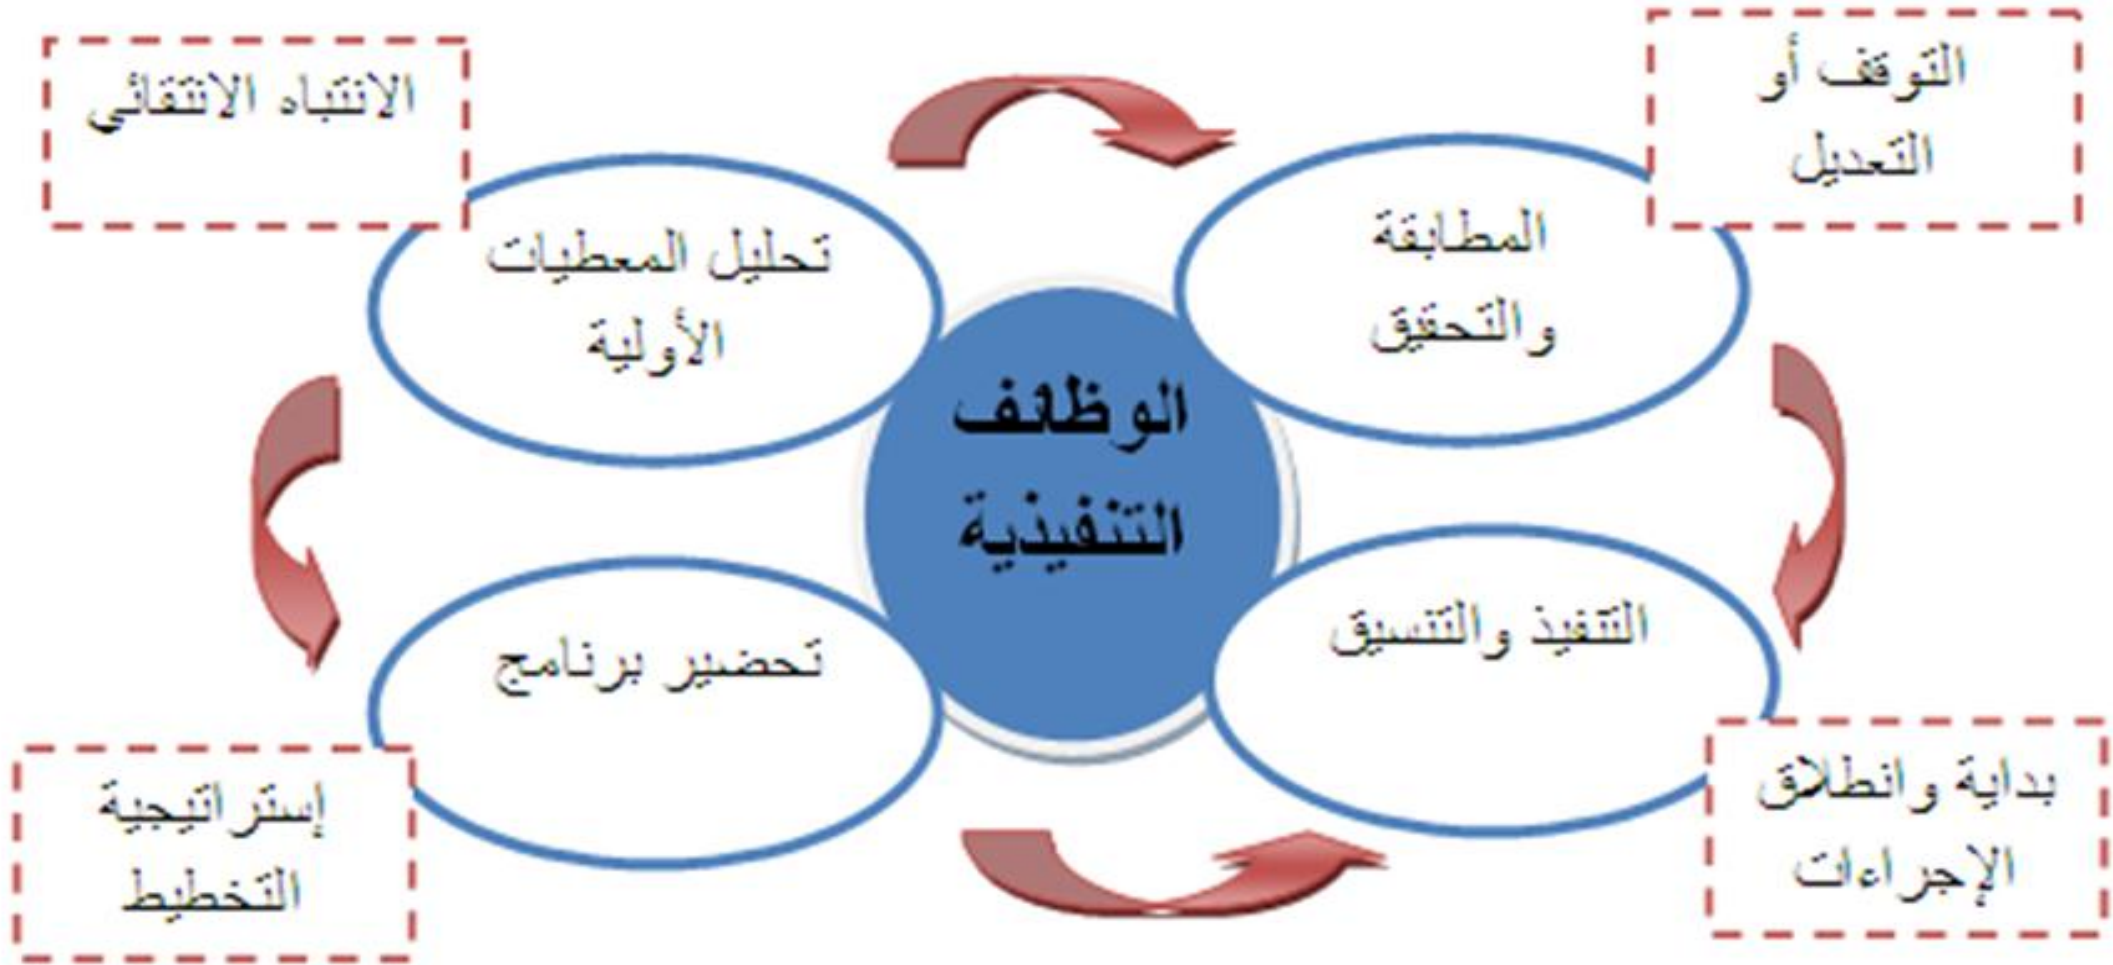 التوقف أو
التعديل
الانتباه الانتقائي
المطابقة
والتحقيق
تحليل المعطيات
الأولية
الوظائف
التنفيذية
التنفيذ والتنسيق
تحضير برنامج
بداية وانطلاق
الإجراءات
إستراتيجية
التخطيط